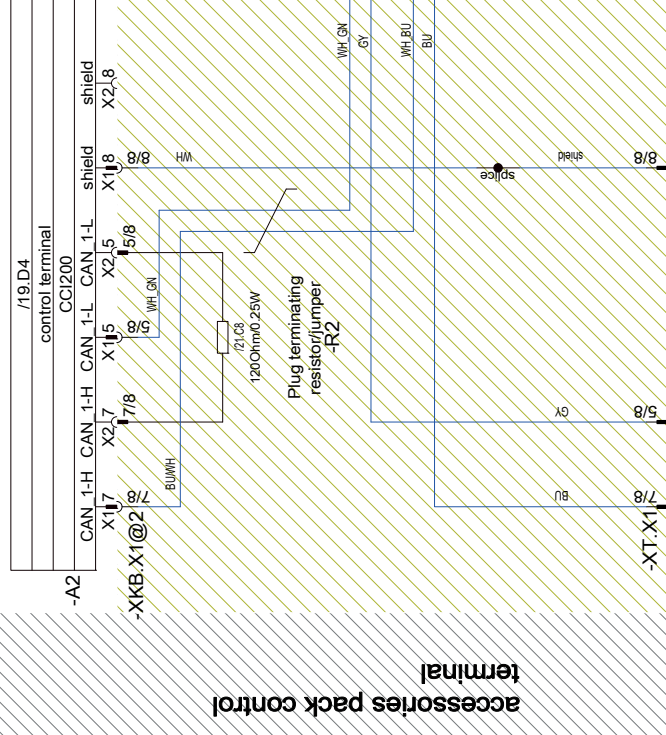 /19.D4
control terminal
CCI200
-A2
CAN_1-H
CAN_1-H
CAN_1-L
CAN_1-L
shield
shield
X1.7
X2.7
X1.5
X2.5
X1.8
X2.8
-XKB.X1@2
7/8
7/8
5/8
5/8
8/8
WH
BU/WH
WH_GN
/21.C8
120Ohm/0.25W
Plug terminating
resistor/jumper
-R2
WH_GN
GY
WH_BU
BU
splice
shield
GY
BU
8/8
5/8
7/8
-XT.X1
accessories pack control
terminal